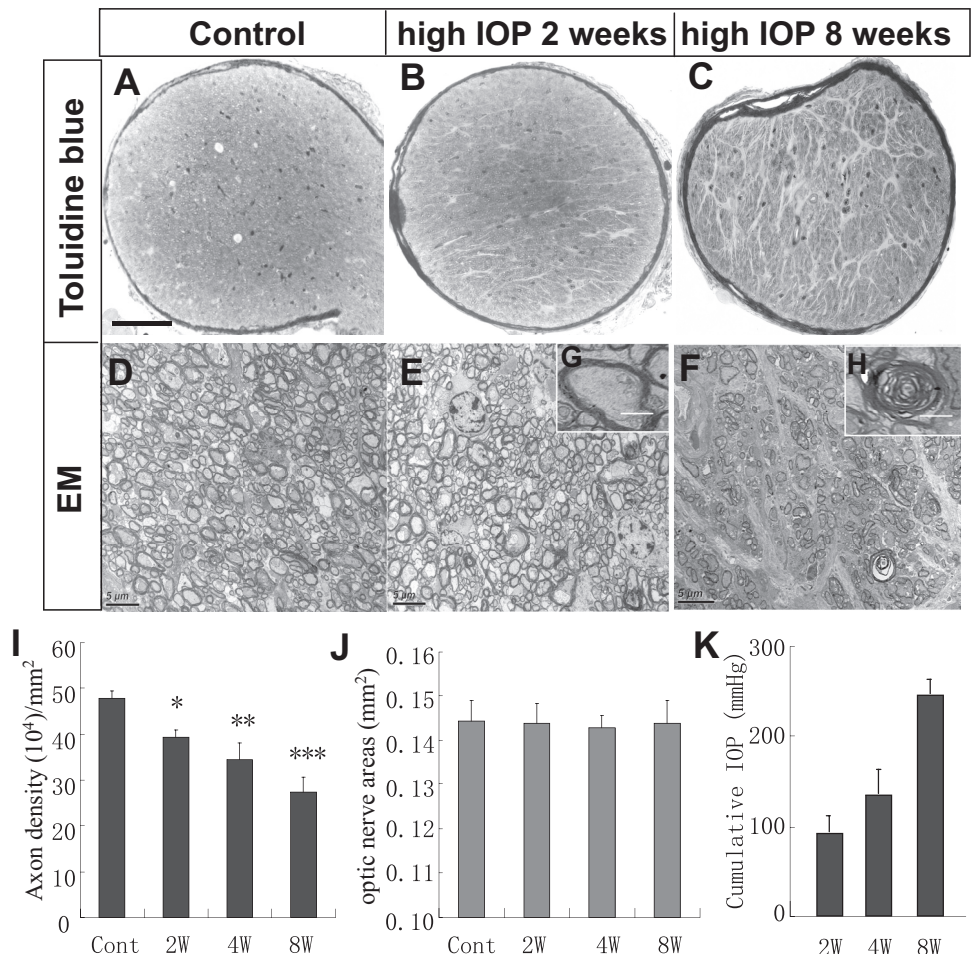 Control high IOP 2 weeks high IOP 8 weeks
Toluidine blue
A B C
EM
D E G F H
5 μm 5 μm 5 μm
I
Axon density (10⁴)/mm²
60
50
40
30
20
10
0
* ** ***
Cont 2W 4W 8W
J
optic nerve areas (mm²)
0.16
0.15
0.14
0.13
0.12
0.11
0.10
Cont 2W 4W 8W
K
Cumulative IOP (mmHg)
300
200
100
0
2W 4W 8W